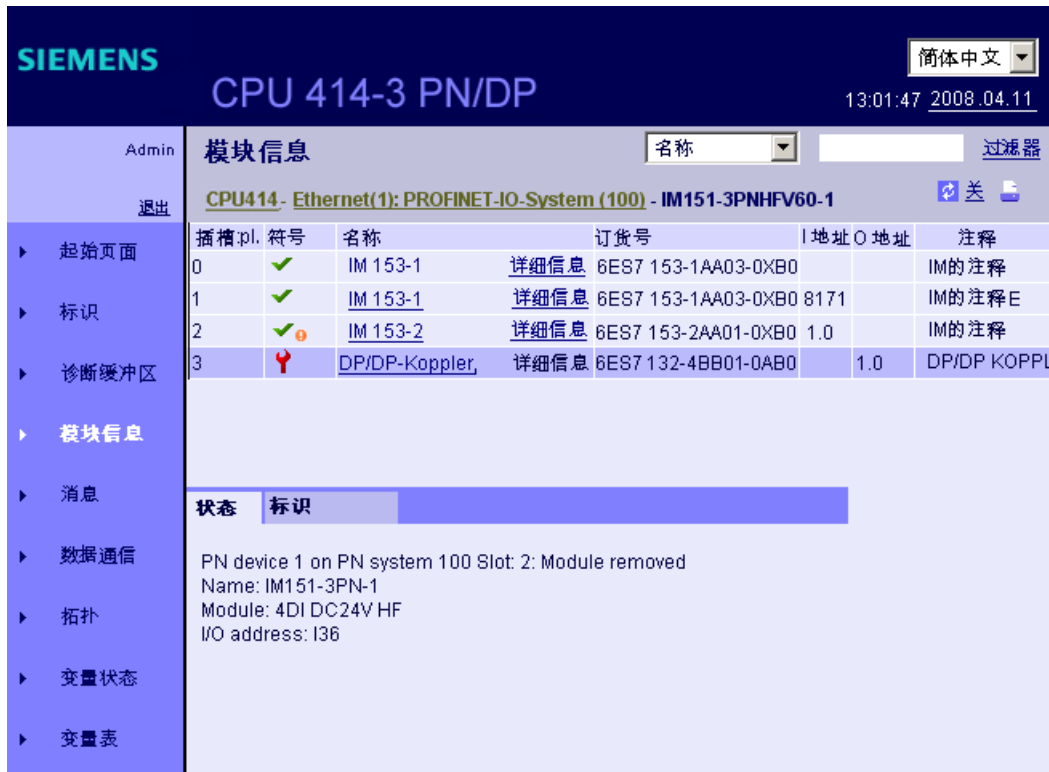 SIEMENS
CPU 414-3 PN/DP
简体中文
13:01:47 2008.04.11
Admin
退出
模块信息
名称
过滤器
CPU414 - Ethernet(1): PROFINET-IO-System (100) - IM151-3PNHFV60-1
关
起始页面
标识
诊断缓冲区
模块信息
消息
数据通信
拓扑
变量状态
变量表
插槽:pl. 符号 名称 订货号 I地址 O地址 注释
0 IM 153-1 详细信息 6ES7 153-1AA03-0XB0 IM的注释
1 IM 153-1 详细信息 6ES7 153-1AA03-0XB0 8171 IM的注释E
2 IM 153-2 详细信息 6ES7 153-2AA01-0XB0 1.0 IM的注释
3 DP/DP-Koppler, 详细信息 6ES7 132-4BB01-0AB0 1.0 DP/DP KOPPL
状态 标识
PN device 1 on PN system 100 Slot: 2: Module removed
Name: IM151-3PN-1
Module: 4DI DC24V HF
I/O address: I36